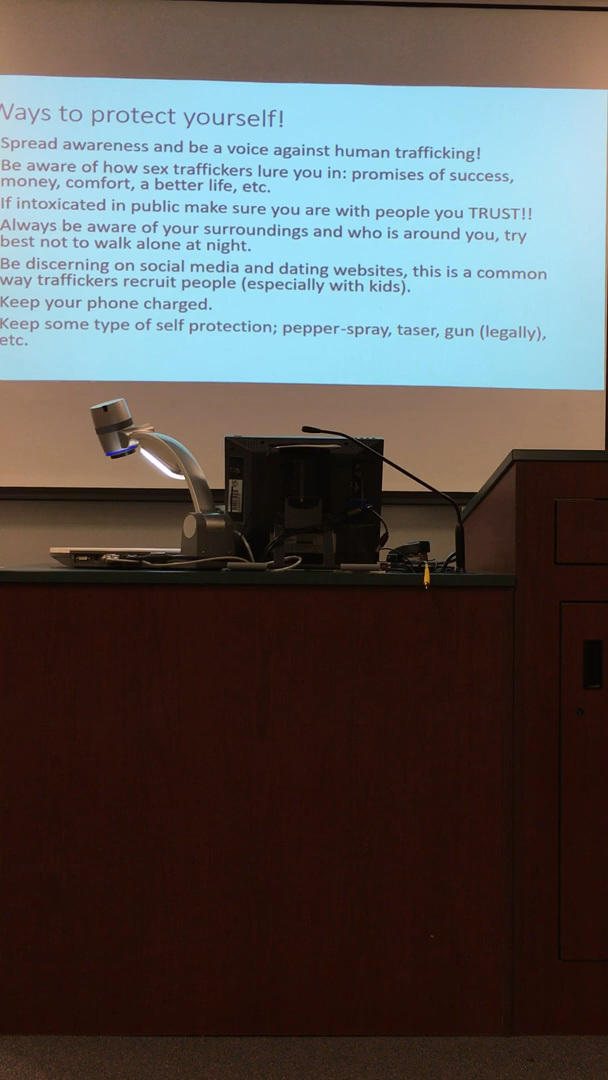 Ways to protect yourself!
Spread awareness and be a voice against human trafficking!
Be aware of how sex traffickers lure you in: promises of success,
money, comfort, a better life, etc.
If intoxicated in public make sure you are with people you TRUST!!
Always be aware of your surroundings and who is around you, try
best not to walk alone at night.
Be discerning on social media and dating websites, this is a common
way traffickers recruit people (especially with kids).
Keep your phone charged.
Keep some type of self protection; pepper-spray, taser, gun (legally),
etc.